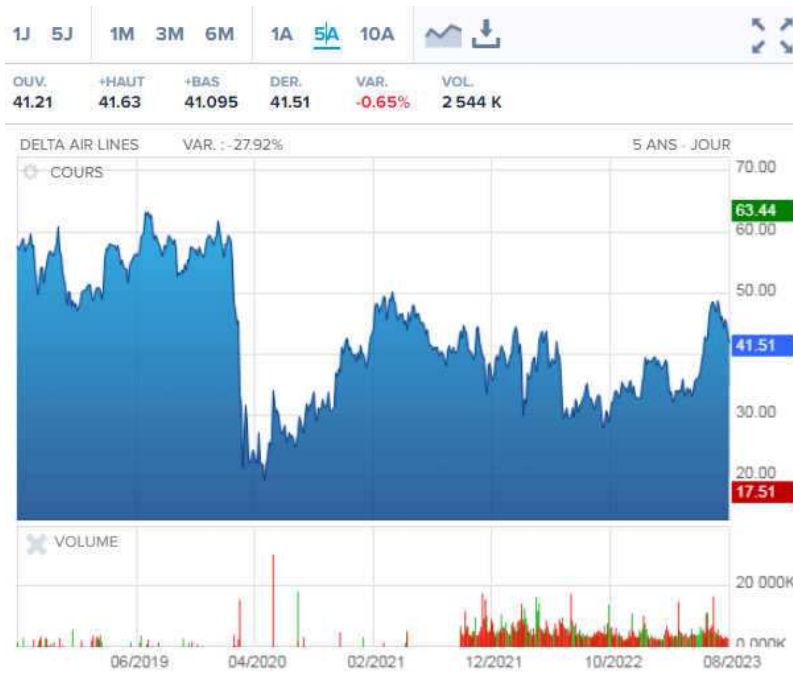 1J 5J 1M 3M 6M 1A 5A 10A
OUV. +HAUT +BAS DER. VAR. VOL.
41.21 41.63 41.095 41.51 -0.65% 2 544 K
DELTA AIR LINES VAR. : -27.92% 5 ANS - JOUR
COURS
70.00
63.44
60.00
50.00
41.51
30.00
20.00
17.51
VOLUME
20 000K
0.000K
06/2019 04/2020 02/2021 12/2021 10/2022 08/2023